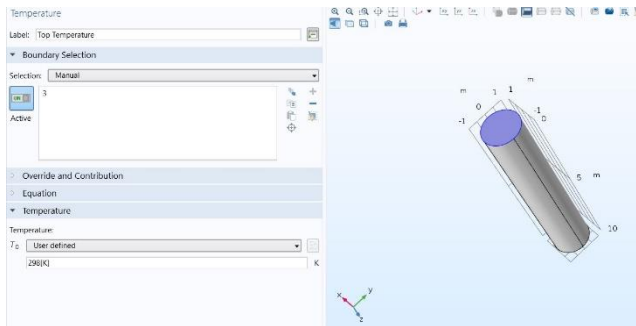 Temperature
Label: Top Temperature
Boundary Selection
Selection: Manual
3
Active
Override and Contribution
Equation
Temperature
Temperature:
T0 User defined
298[K] K
m
1 1 m
0
-1
-1
0
5 m
10
x y
z